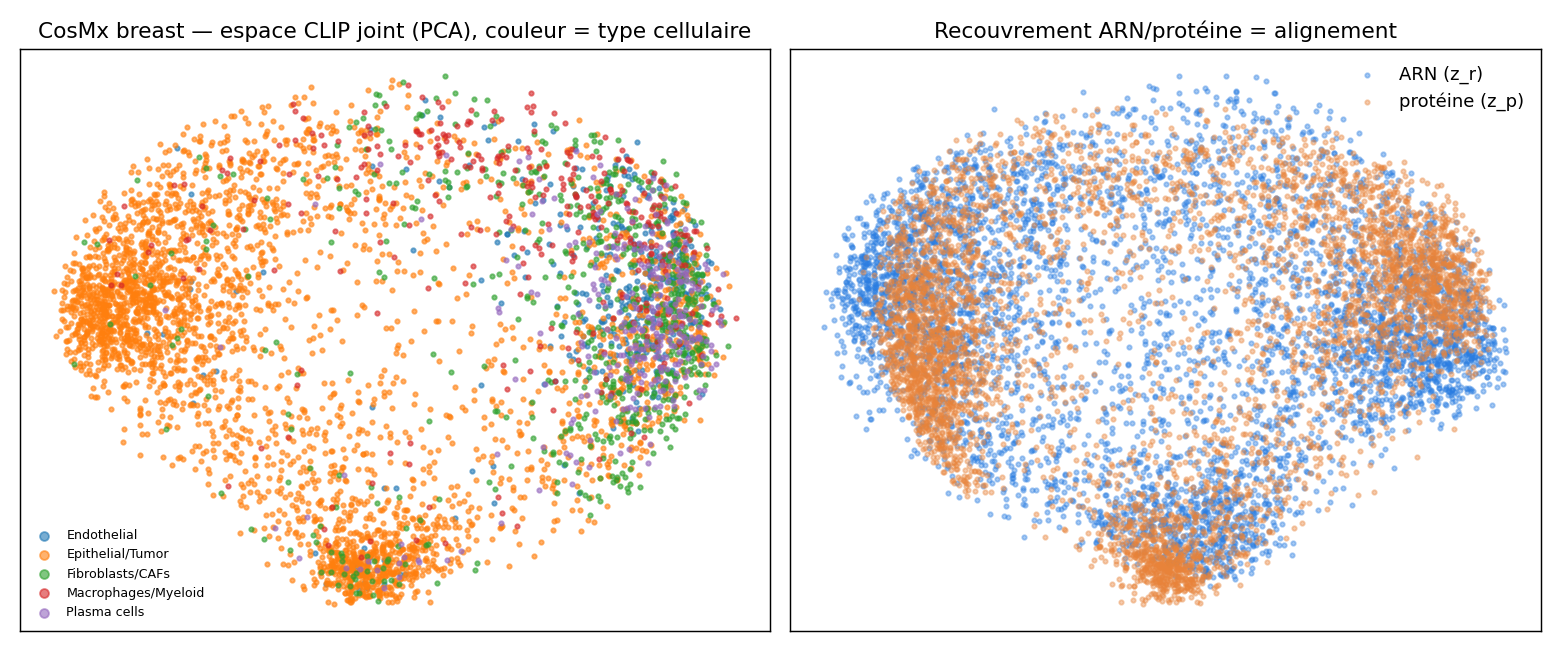 CosMx breast — espace CLIP joint (PCA), couleur = type cellulaire
Endothelial
Epithelial/Tumor
Fibroblasts/CAFs
Macrophages/Myeloid
Plasma cells
Recouvrement ARN/protéine = alignement
ARN (z_r)
protéine (z_p)